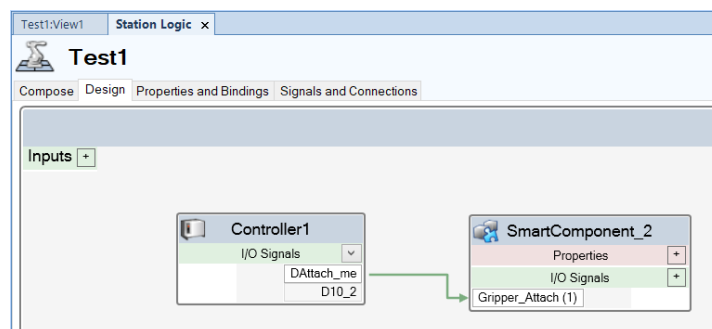 Test1:View1 Station Logic x
Test1
Compose Design Properties and Bindings Signals and Connections
Inputs +
Controller1
I/O Signals
DAttach_me
D10_2
SmartComponent_2
Properties +
I/O Signals +
Gripper_Attach (1)